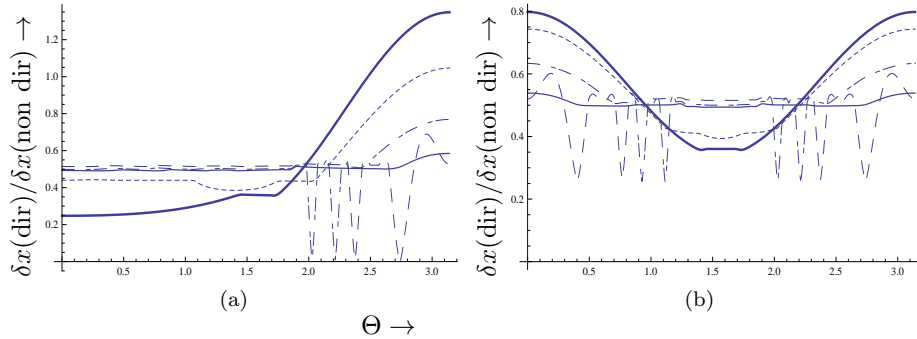 δx(dir)/δx(non dir) →
1.2
1.0
0.8
0.6
0.4
0.2
0.5 1.0 1.5 2.0 2.5 3.0
(a)
δx(dir)/δx(non dir) →
0.8
0.6
0.4
0.2
0 0.5 1.0 1.5 2.0 2.5 3.0
(b)
Θ →